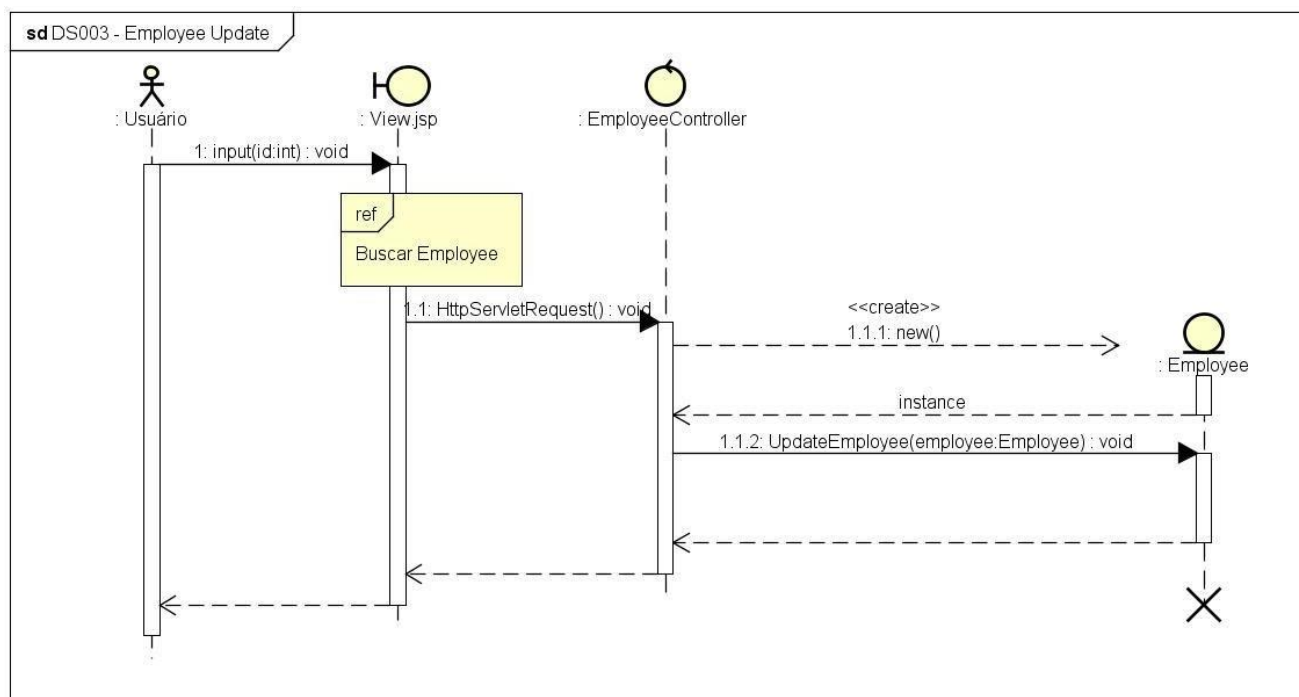 sd DS003 - Employee Update
: Usuário
: View.jsp
: EmployeeController
1: input(id:int) : void
ref
Buscar Employee
1.1: HttpServletRequest() : void
<<create>>
1.1.1: new()
: Employee
instance
1.1.2: UpdateEmployee(employee:Employee) : void